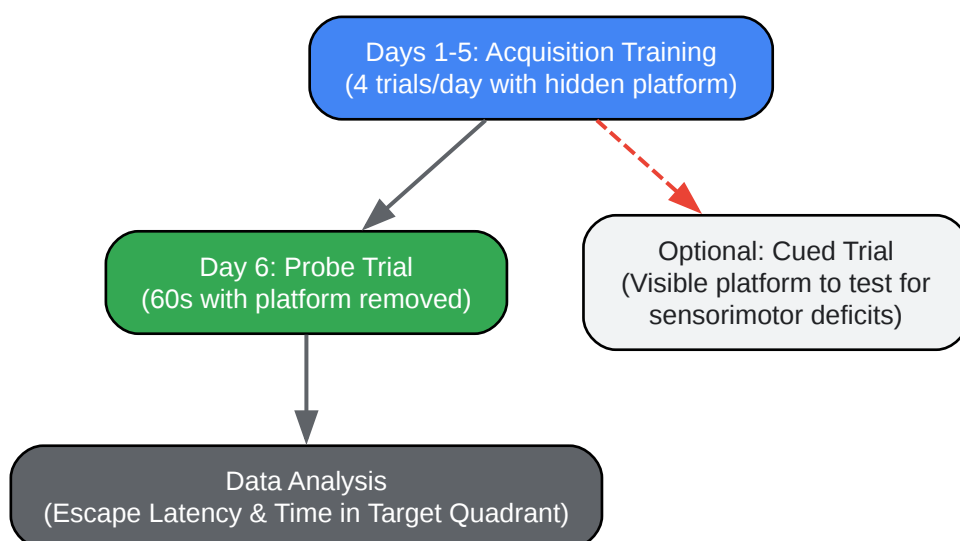 Days 1-5: Acquisition Training
(4 trials/day with hidden platform)
Day 6: Probe Trial
(60s with platform removed)
Optional: Cued Trial
(Visible platform to test for
sensorimotor deficits)
Data Analysis
(Escape Latency & Time in Target Quadrant)